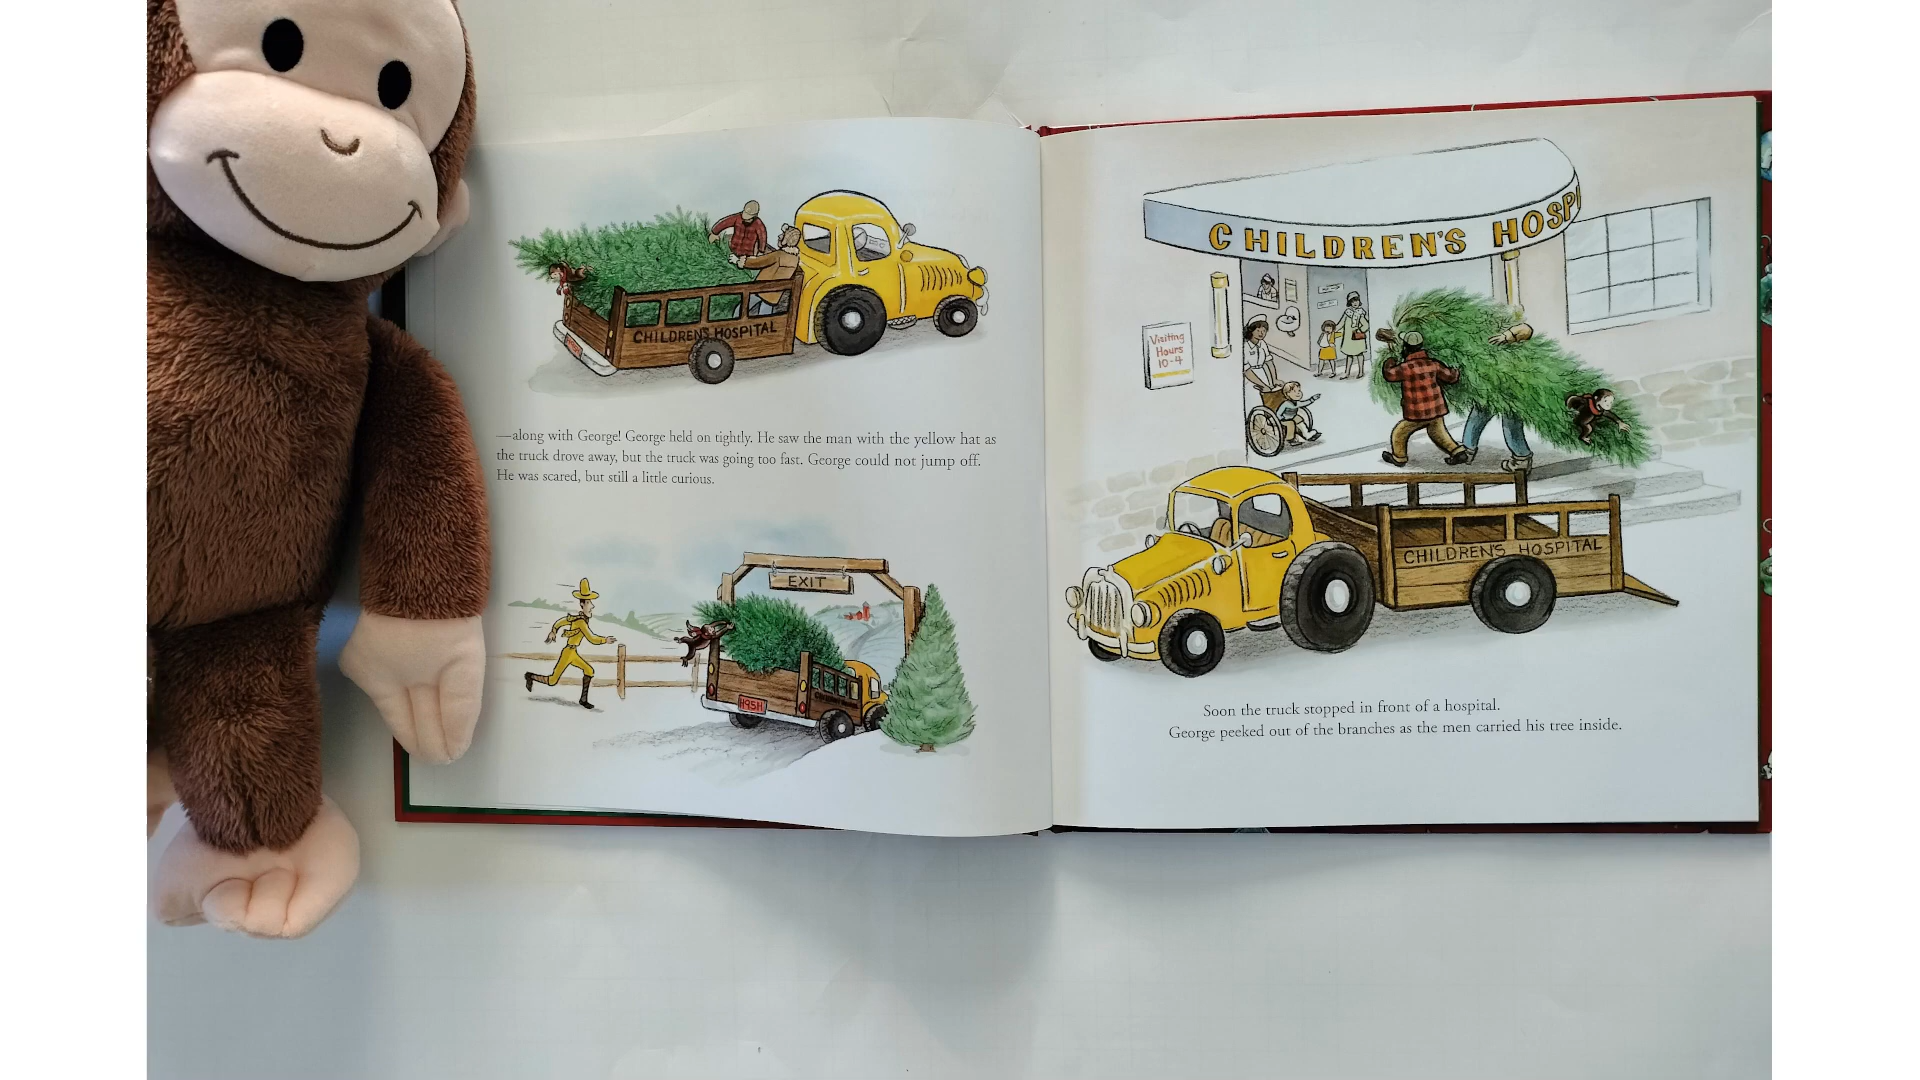 CHILDREN'S HOSPITAL
—along with George! George held on tightly. He saw the man with the yellow hat as
the truck drove away, but the truck was going too fast. George could not jump off.
He was scared, but still a little curious.
EXIT
H9SH
CHILDREN'S HOSP
Visiting
Hours
10-4
CHILDREN'S HOSPITAL
Soon the truck stopped in front of a hospital.
George peeked out of the branches as the men carried his tree inside.